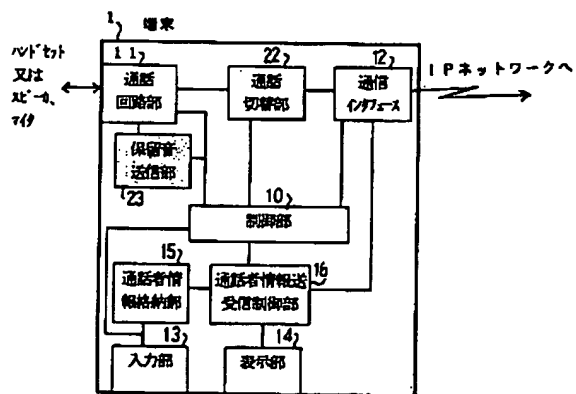 1 端末
ハンドセット
又は
スピーカ、
マイク
11
通話
回路部
22
通話
切替部
12
通信
インタフェース
IPネットワークへ
保留音
送信部
23
10
制御部
15
通話者情
報格納部
通話者情報送
受信制御部
16
13
入力部
14
表示部